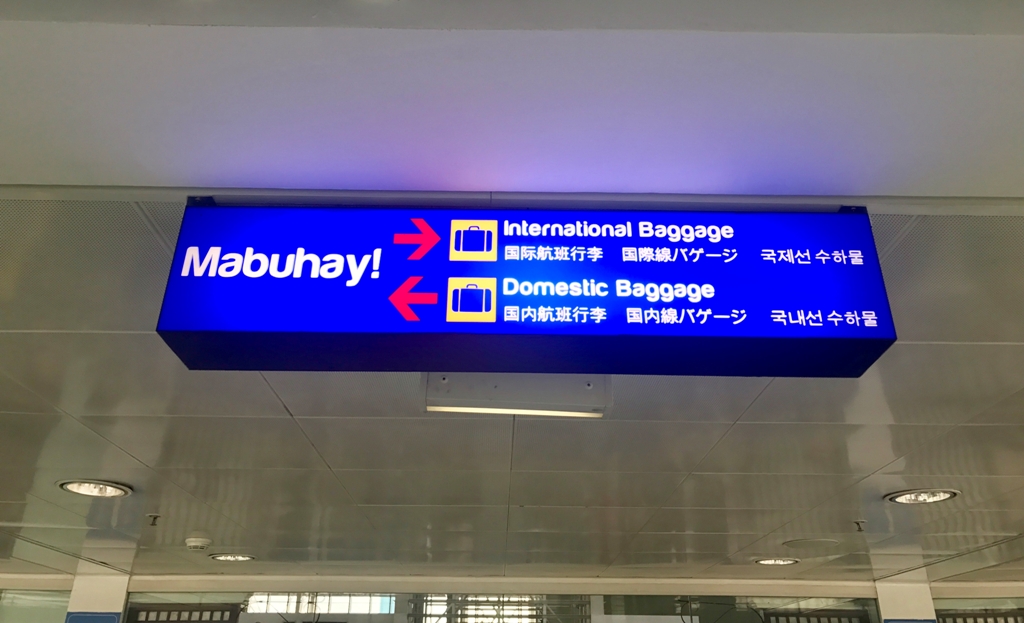 Mabuhay!
International Baggage
国际航班行李 国際線バゲージ 국제선 수하물
Domestic Baggage
国内航班行李 国内線バゲージ 국내선 수하물